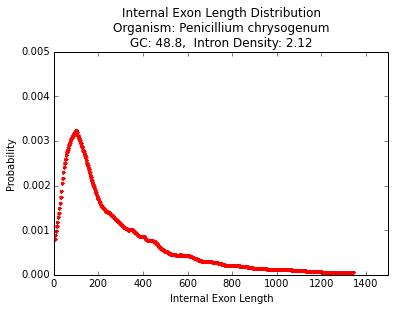 Internal Exon Length Distribution
Organism: Penicillium chrysogenum
GC: 48.8,  Intron Density: 2.12
0.005
0.004
0.003
0.002
0.001
0.000
Probability
0 200 400 600 800 1000 1200 1400
Internal Exon Length